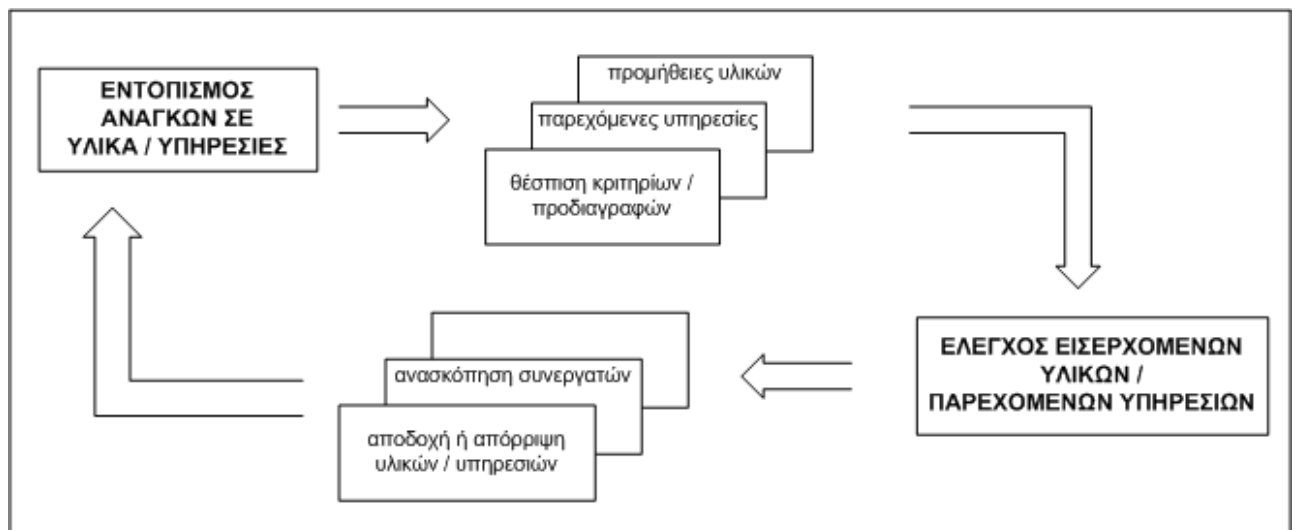 ΕΝΤΟΠΙΣΜΟΣ
ΑΝΑΓΚΩΝ ΣΕ
ΥΛΙΚΑ / ΥΠΗΡΕΣΙΕΣ
προμήθειες υλικών
παρεχόμενες υπηρεσίες
θέσπιση κριτηρίων /
προδιαγραφών
ΕΛΕΓΧΟΣ ΕΙΣΕΡΧΟΜΕΝΩΝ
ΥΛΙΚΩΝ /
ΠΑΡΕΧΟΜΕΝΩΝ ΥΠΗΡΕΣΙΩΝ
ανασκόπηση συνεργατών
αποδοχή ή απόρριψη
υλικών / υπηρεσιών